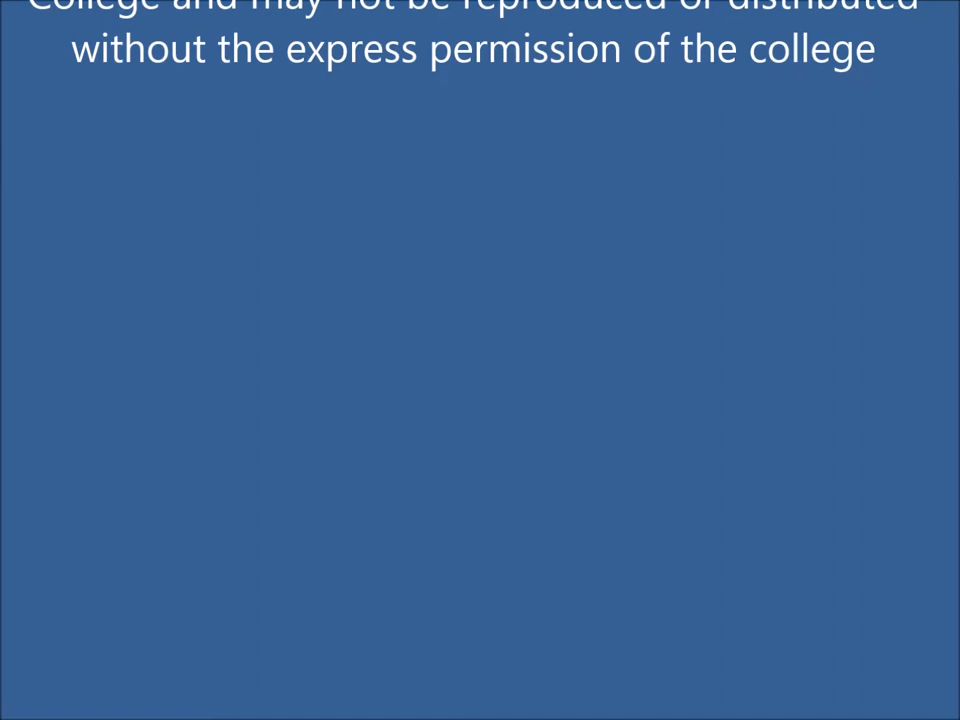 College and may not be reproduced or distributed
without the express permission of the college